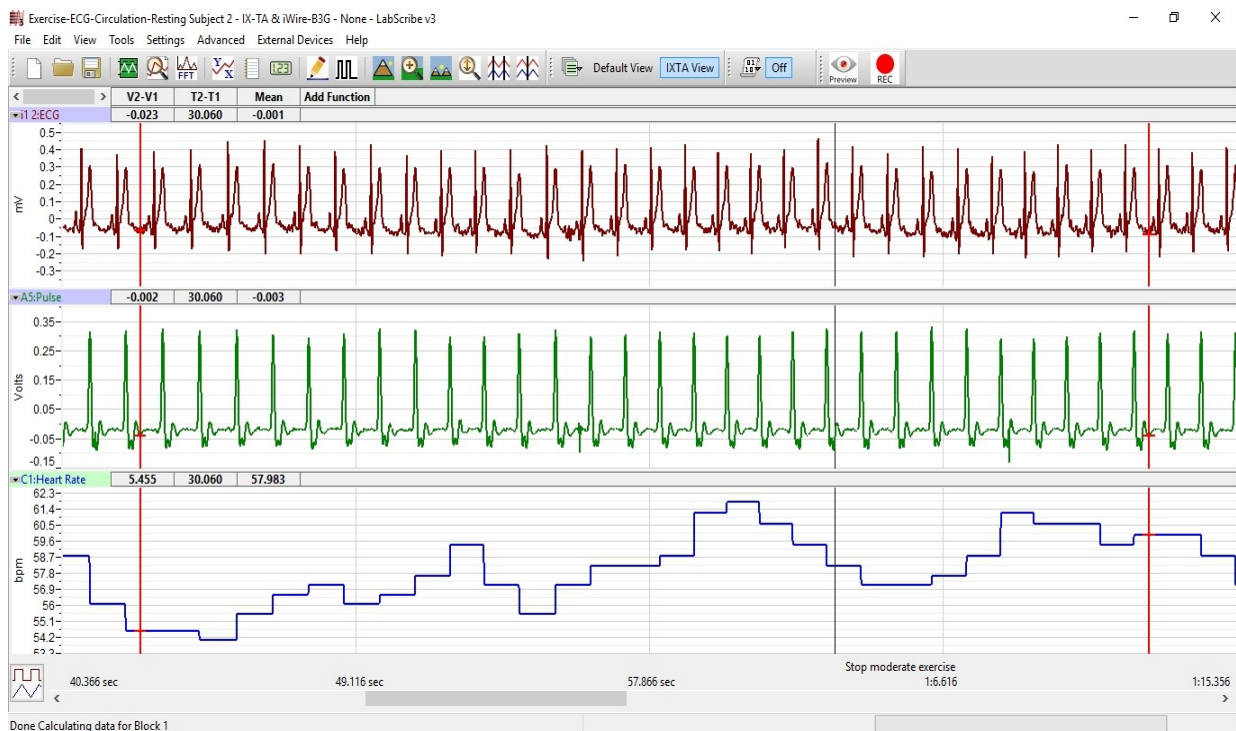 Exercise-ECG-Circulation-Resting Subject 2 - IX-TA & iWire-B3G - None - LabScribe v3
File Edit View Tools Settings Advanced External Devices Help
FFT Y X 123 Default View IXTA View Off Preview REC
V2-V1 T2-T1 Mean Add Function
i1 2:ECG -0.023 30.060 -0.001
0.5-
0.4-
0.3-
0.2-
0.1-
0-
-0.1-
-0.2-
-0.3-
mV
A5:Pulse -0.002 30.060 -0.003
0.35-
0.25-
0.15-
0.05-
-0.05-
-0.15-
Volts
C1:Heart Rate 5.455 30.060 57.983
62.3-
61.4-
60.5-
59.6-
58.7-
57.8-
56.9-
56-
55.1-
54.2-
53.3-
bpm
Stop moderate exercise
40.366 sec 49.116 sec 57.866 sec 1:6.616 1:15.356
Done Calculating data for Block 1